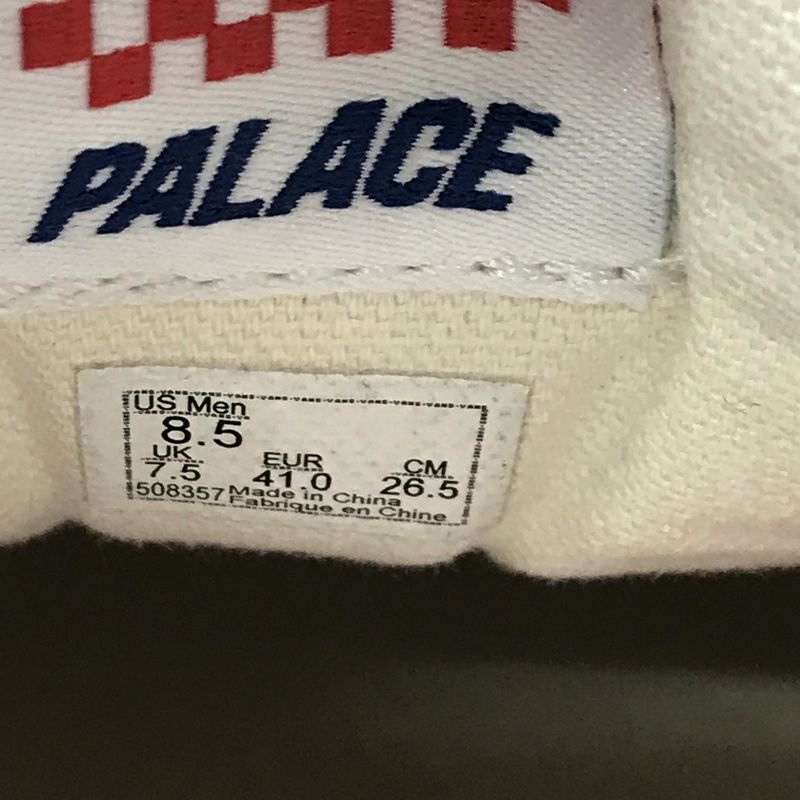 PALACE
US Men
8.5
UK EUR CM
7.5 41.0 26.5
508357 Made in China
Fabrique en Chine